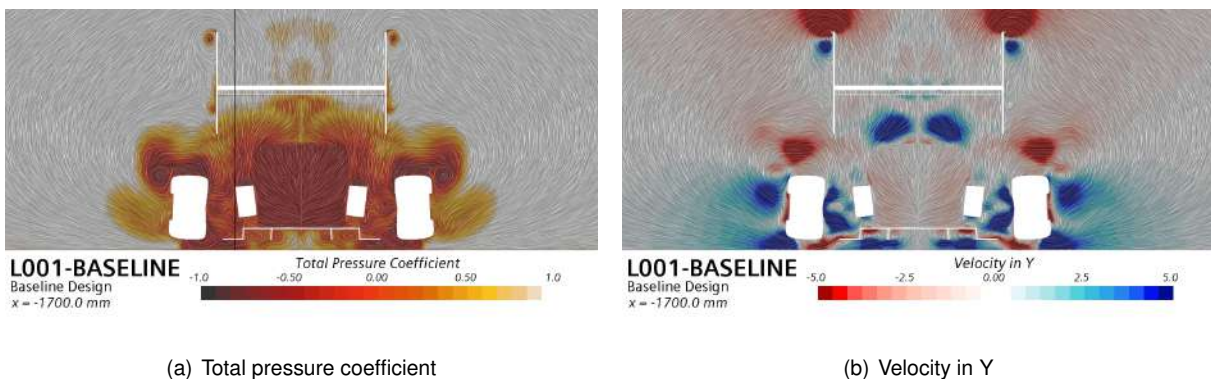 L001-BASELINE
Baseline Design
x = -1700.0 mm
Total Pressure Coefficient
-1.0 -0.50 0.00 0.50 1.0
L001-BASELINE
Baseline Design
x = -1700.0 mm
Velocity in Y
-5.0 -2.5 0.00 2.5 5.0
(a) Total pressure coefficient
(b) Velocity in Y